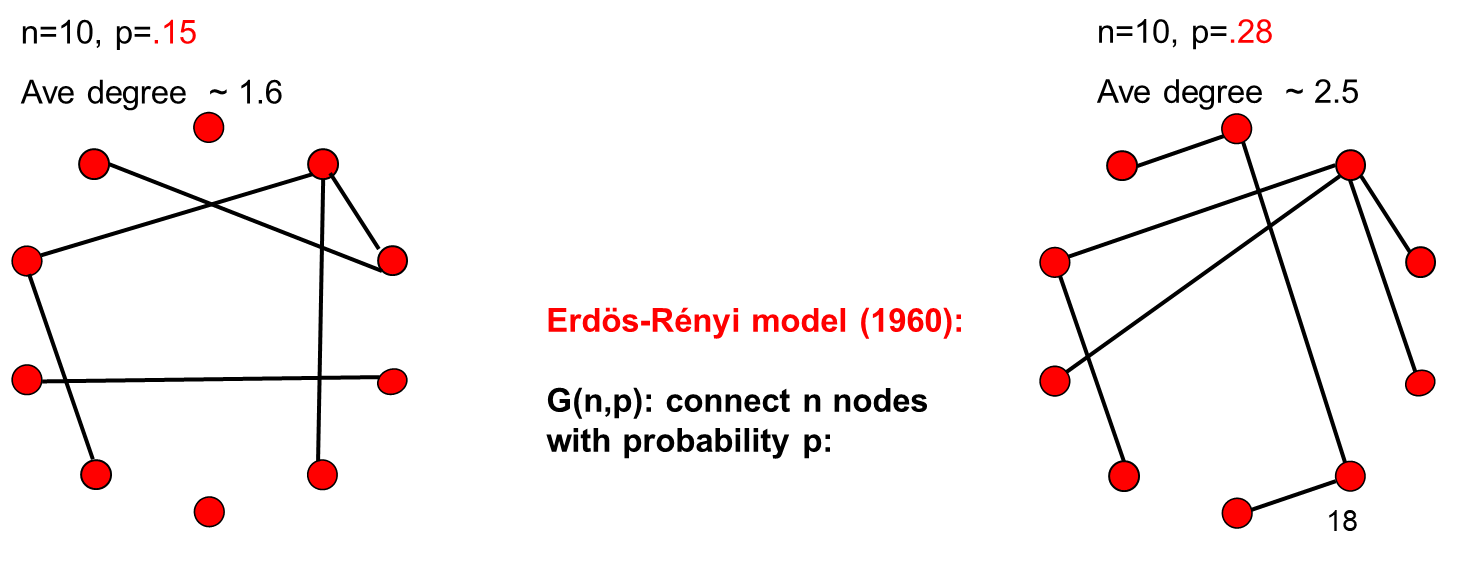 n=10, p=.15
Ave degree ~ 1.6
n=10, p=.28
Ave degree ~ 2.5
Erdös-Rényi model (1960):
G(n,p): connect n nodes
with probability p:
18